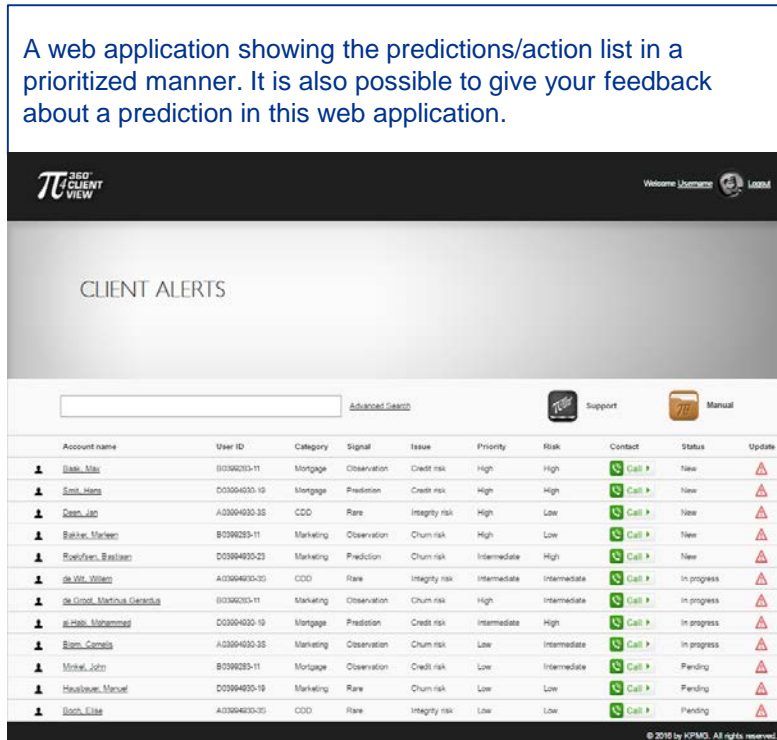 A web application showing the predictions/action list in a
prioritized manner. It is also possible to give your feedback
about a prediction in this web application.
π4 360° CLIENT VIEW
Welcome Username Logout
CLIENT ALERTS
Advanced Search Support Manual
Account name User ID Category Signal Issue Priority Risk Contact Status Update
Max Mortgage Observation Credit risk High High Call New
Smit, Hans Mortgage Prediction Credit risk High High Call New
Deen, Jan CDD Rare Integrity risk High Low Call New
Bakker, Marleen Marketing Observation Churn risk High Low Call New
Roelofsen, Bastiaan Marketing Prediction Churn risk Intermediate High Call New
de Wit, Willem CDD Rare Integrity risk Intermediate Intermediate Call In progress
de Groot, Martinus Gerardus Marketing Observation Churn risk High Intermediate Call In progress
al-Habi, Mohammed Mortgage Prediction Credit risk Intermediate High Call In progress
Blom, Cornelis Marketing Observation Churn risk Low Intermediate Call In progress
Minkel, John Mortgage Observation Credit risk Low Intermediate Call Pending
Hausbauer, Manuel Marketing Rare Churn risk Low Low Call Pending
Boch, Elise CDD Rare Integrity risk Low Low Call Pending
© 2016 by KPMG. All rights reserved.